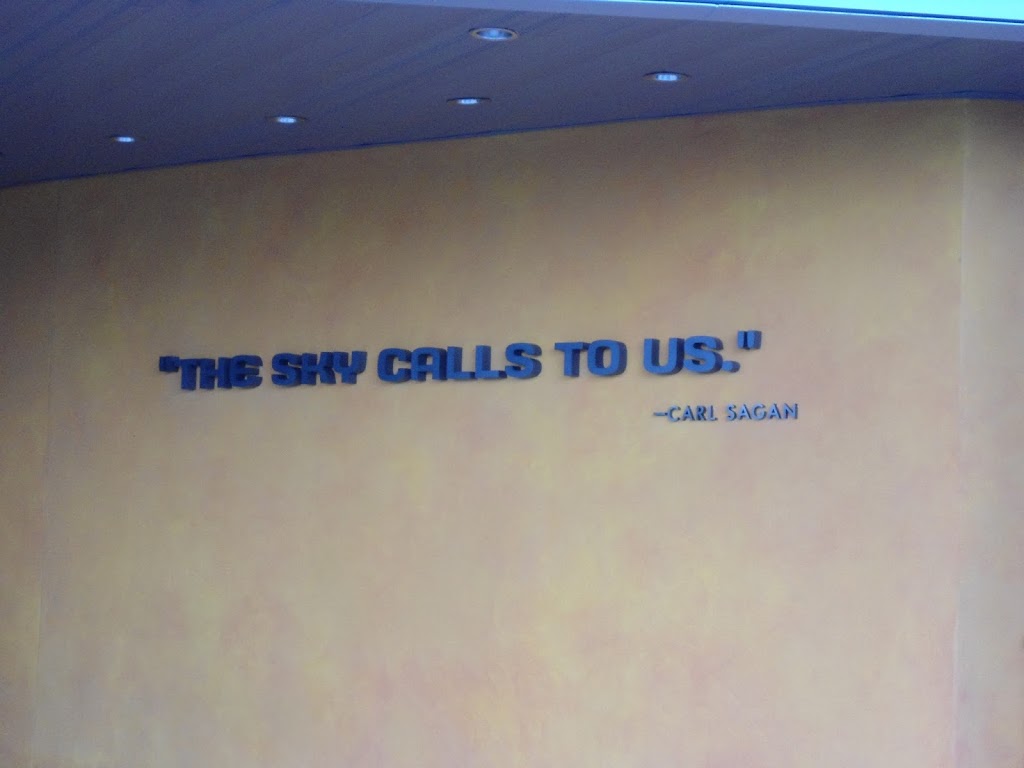 "THE SKY CALLS TO US."
—CARL SAGAN